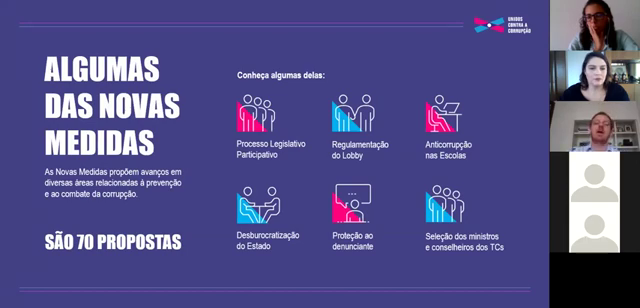 UNIDOS
CONTRA A
CORRUPÇÃO
ALGUMAS
DAS NOVAS
MEDIDAS
As Novas Medidas propõem avanços em
diversas áreas relacionadas à prevenção
e ao combate da corrupção.
SÃO 70 PROPOSTAS
Conheça algumas delas:
Processo Legislativo
Participativo
Regulamentação
do Lobby
Anticorrupção
nas Escolas
Desburocratização
do Estado
Proteção ao
denunciante
Seleção dos ministros
e conselheiros dos TCs